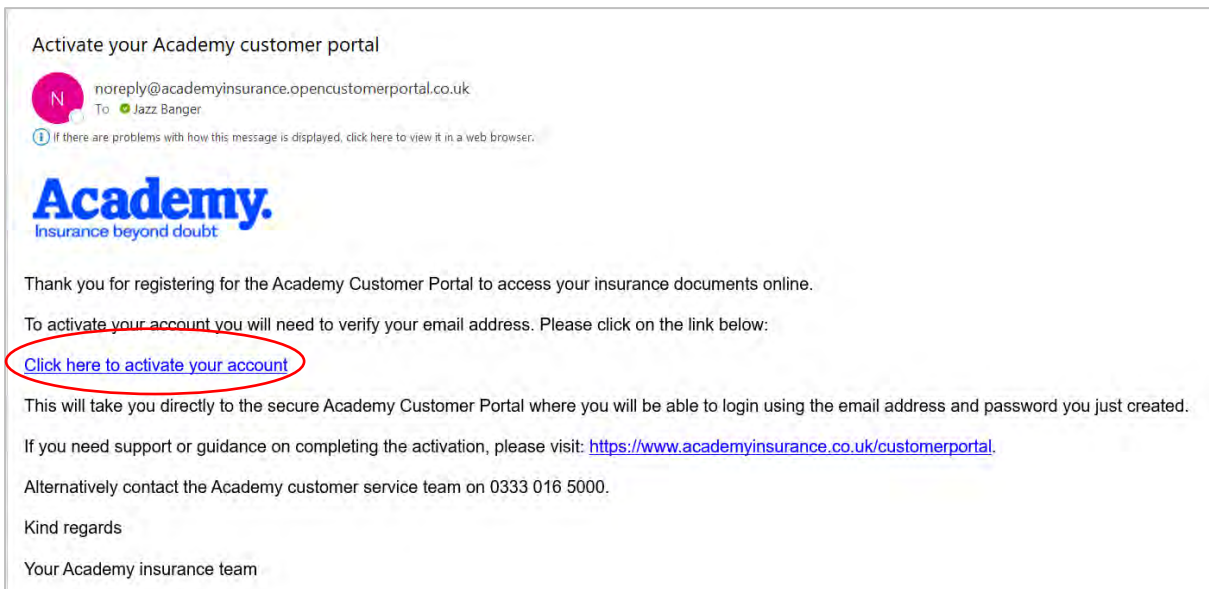 Activate your Academy customer portal
N
noreply@academyinsurance.opencustomerportal.co.uk
To Jazz Banger
If there are problems with how this message is displayed, click here to view it in a web browser.
Academy.
Insurance beyond doubt
Thank you for registering for the Academy Customer Portal to access your insurance documents online.
To activate your account you will need to verify your email address. Please click on the link below:
Click here to activate your account
This will take you directly to the secure Academy Customer Portal where you will be able to login using the email address and password you just created.
If you need support or guidance on completing the activation, please visit: https://www.academyinsurance.co.uk/customerportal.
Alternatively contact the Academy customer service team on 0333 016 5000.
Kind regards
Your Academy insurance team